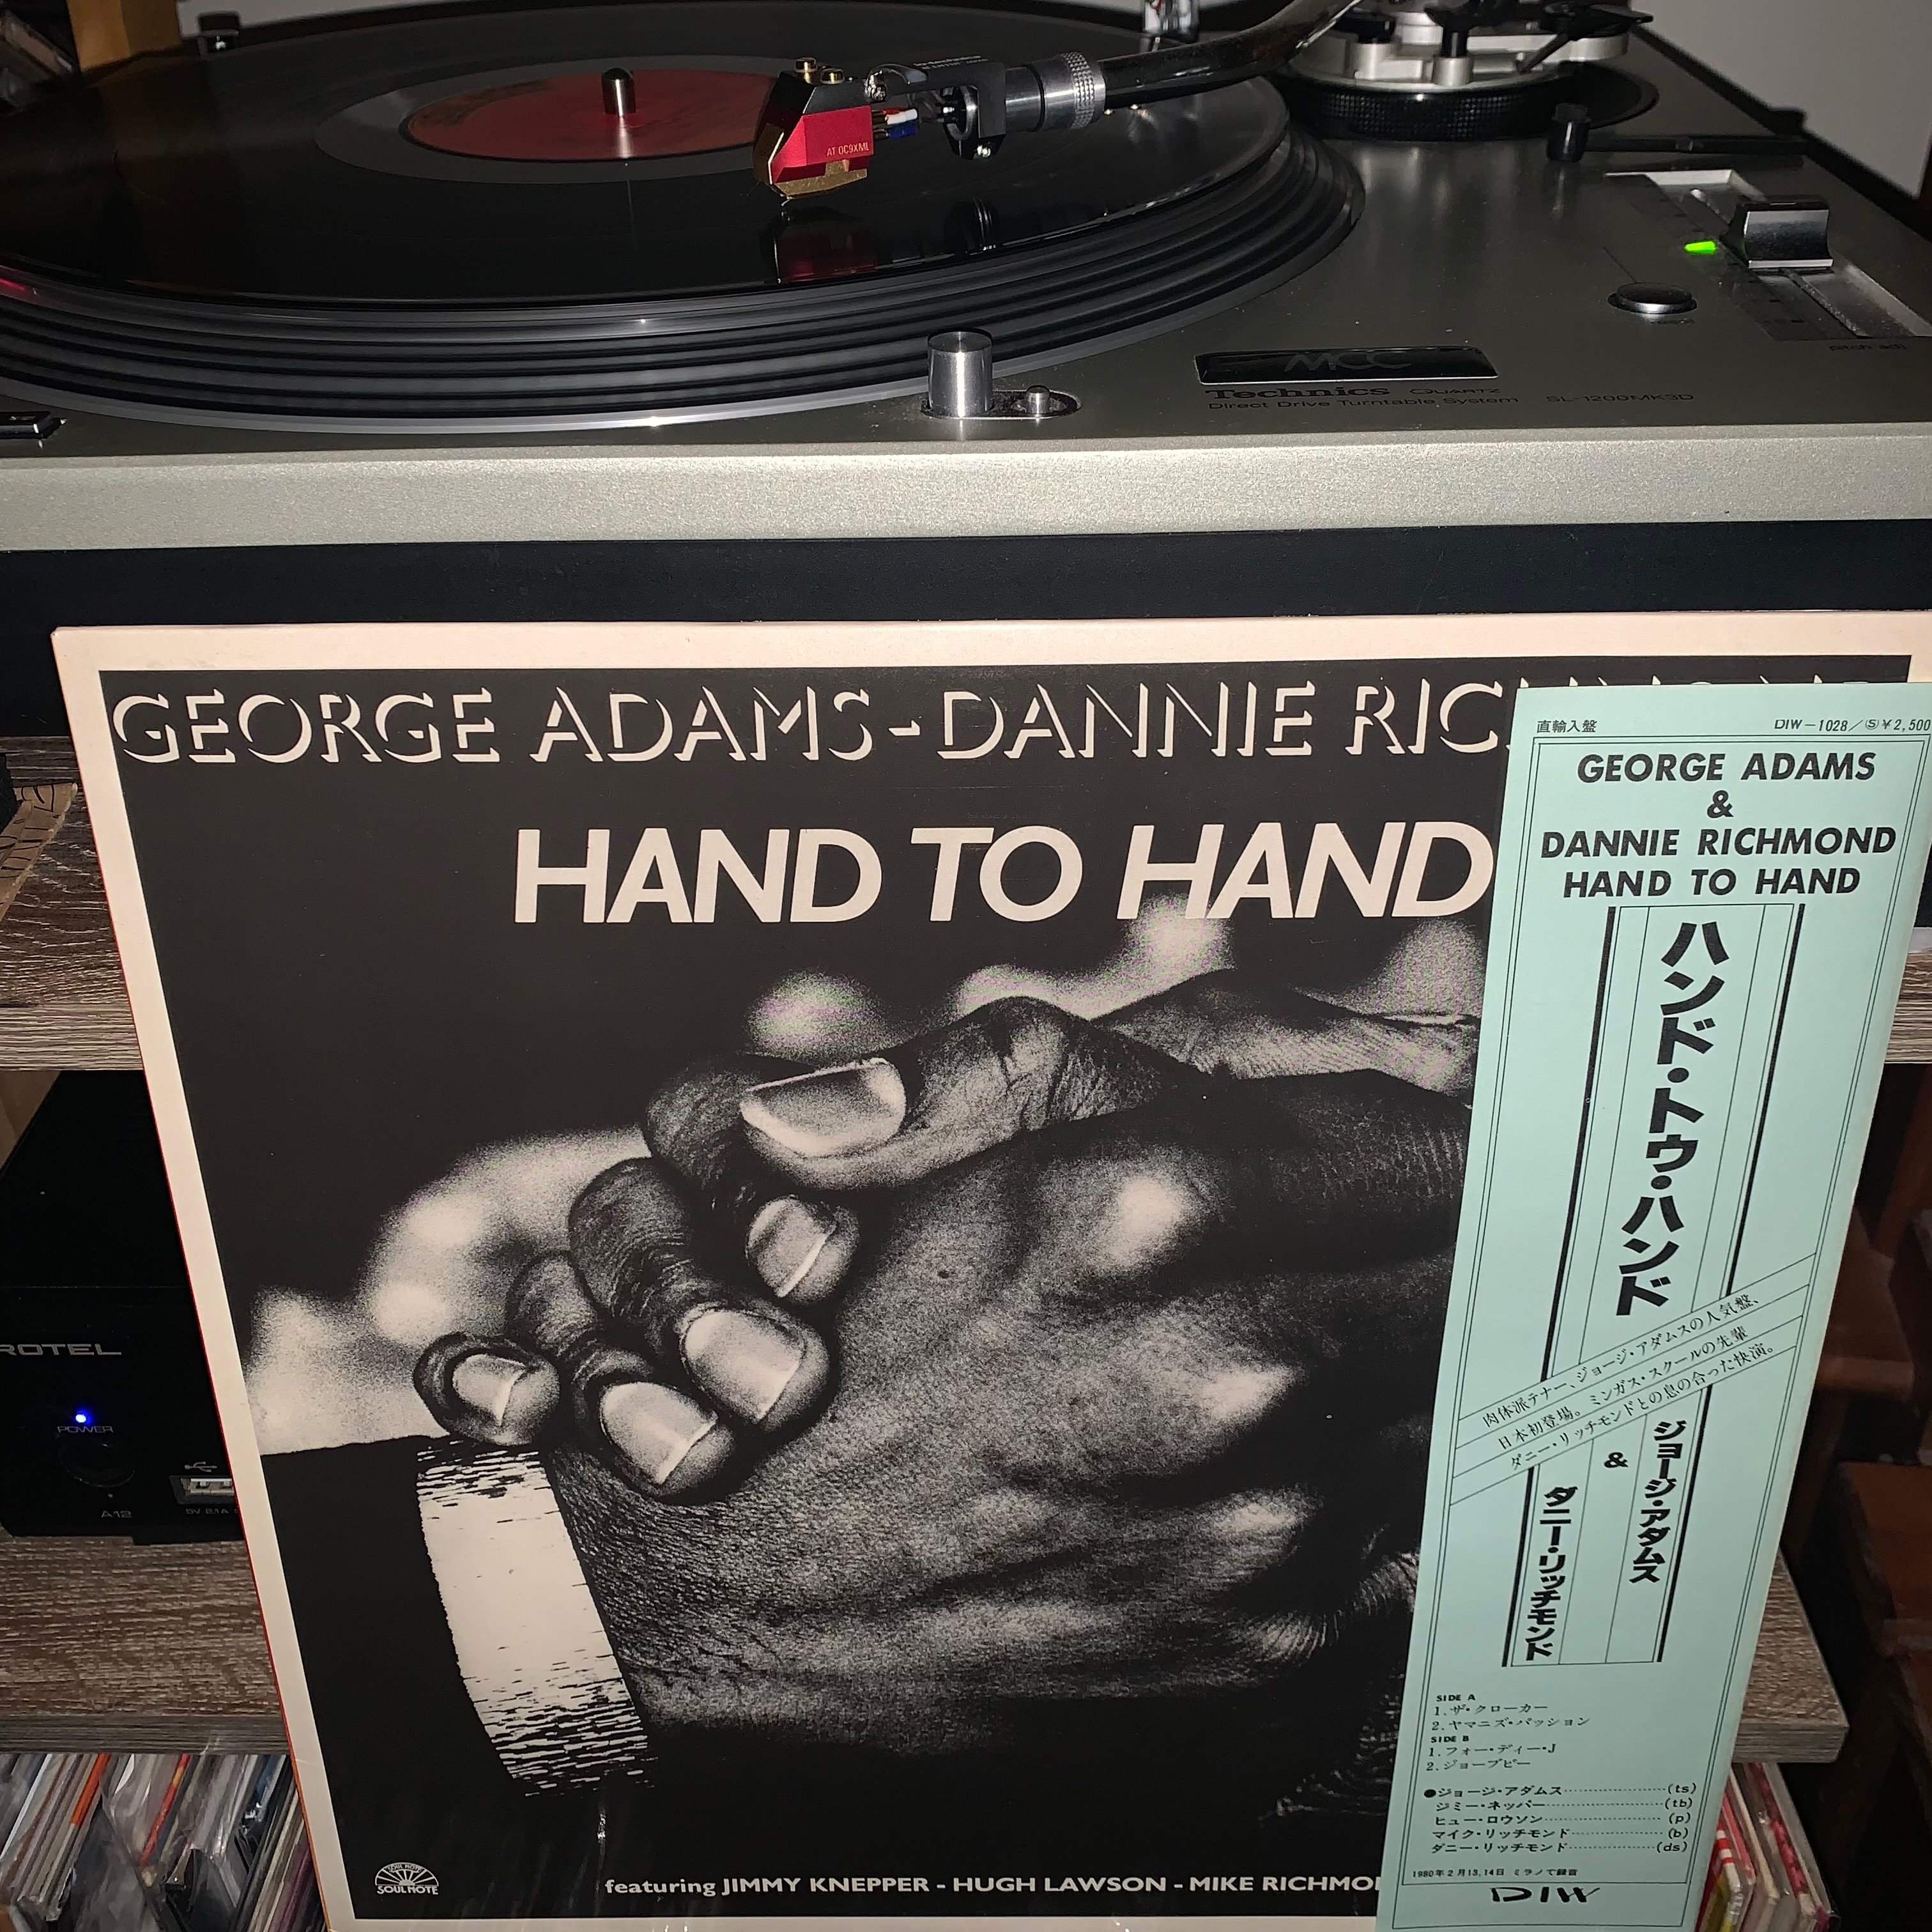 AT-OC9XML
MCC
Technics QUARTZ
Direct Drive Turntable System SL-1200MK3D
pitch adj.
GEORGE ADAMS - DANNIE RICHMOND
HAND TO HAND
直輸入盤 DIW-1028/Ⓢ¥2,500
GEORGE ADAMS
&
DANNIE RICHMOND
HAND TO HAND
ハンド・トゥ・ハンド
肉体派テナー、ジョージ・アダムスの人気盤、
日本初登場。ミンガス・スクールの先輩
ダニー・リッチモンドとの息の合った快演。
ジョージ・アダムス
&
ダニー・リッチモンド
SIDE A
1. ザ・クローカー
2. ヤマニズ・パッション
SIDE B
1. フォー・ディー・J
2. ジョーブピー
●ジョージ・アダムス (ts)
ジミー・ネッパー (tb)
ヒュー・ロウソン (p)
マイク・リッチモンド (b)
ダニー・リッチモンド (ds)
1980年2月13,14日 ミラノで録音
DIW
ROTEL
POWER
A12
5V 2.1A
SOUL NOTE
SOUL NOTE
featuring JIMMY KNEPPER - HUGH LAWSON - MIKE RICHMO